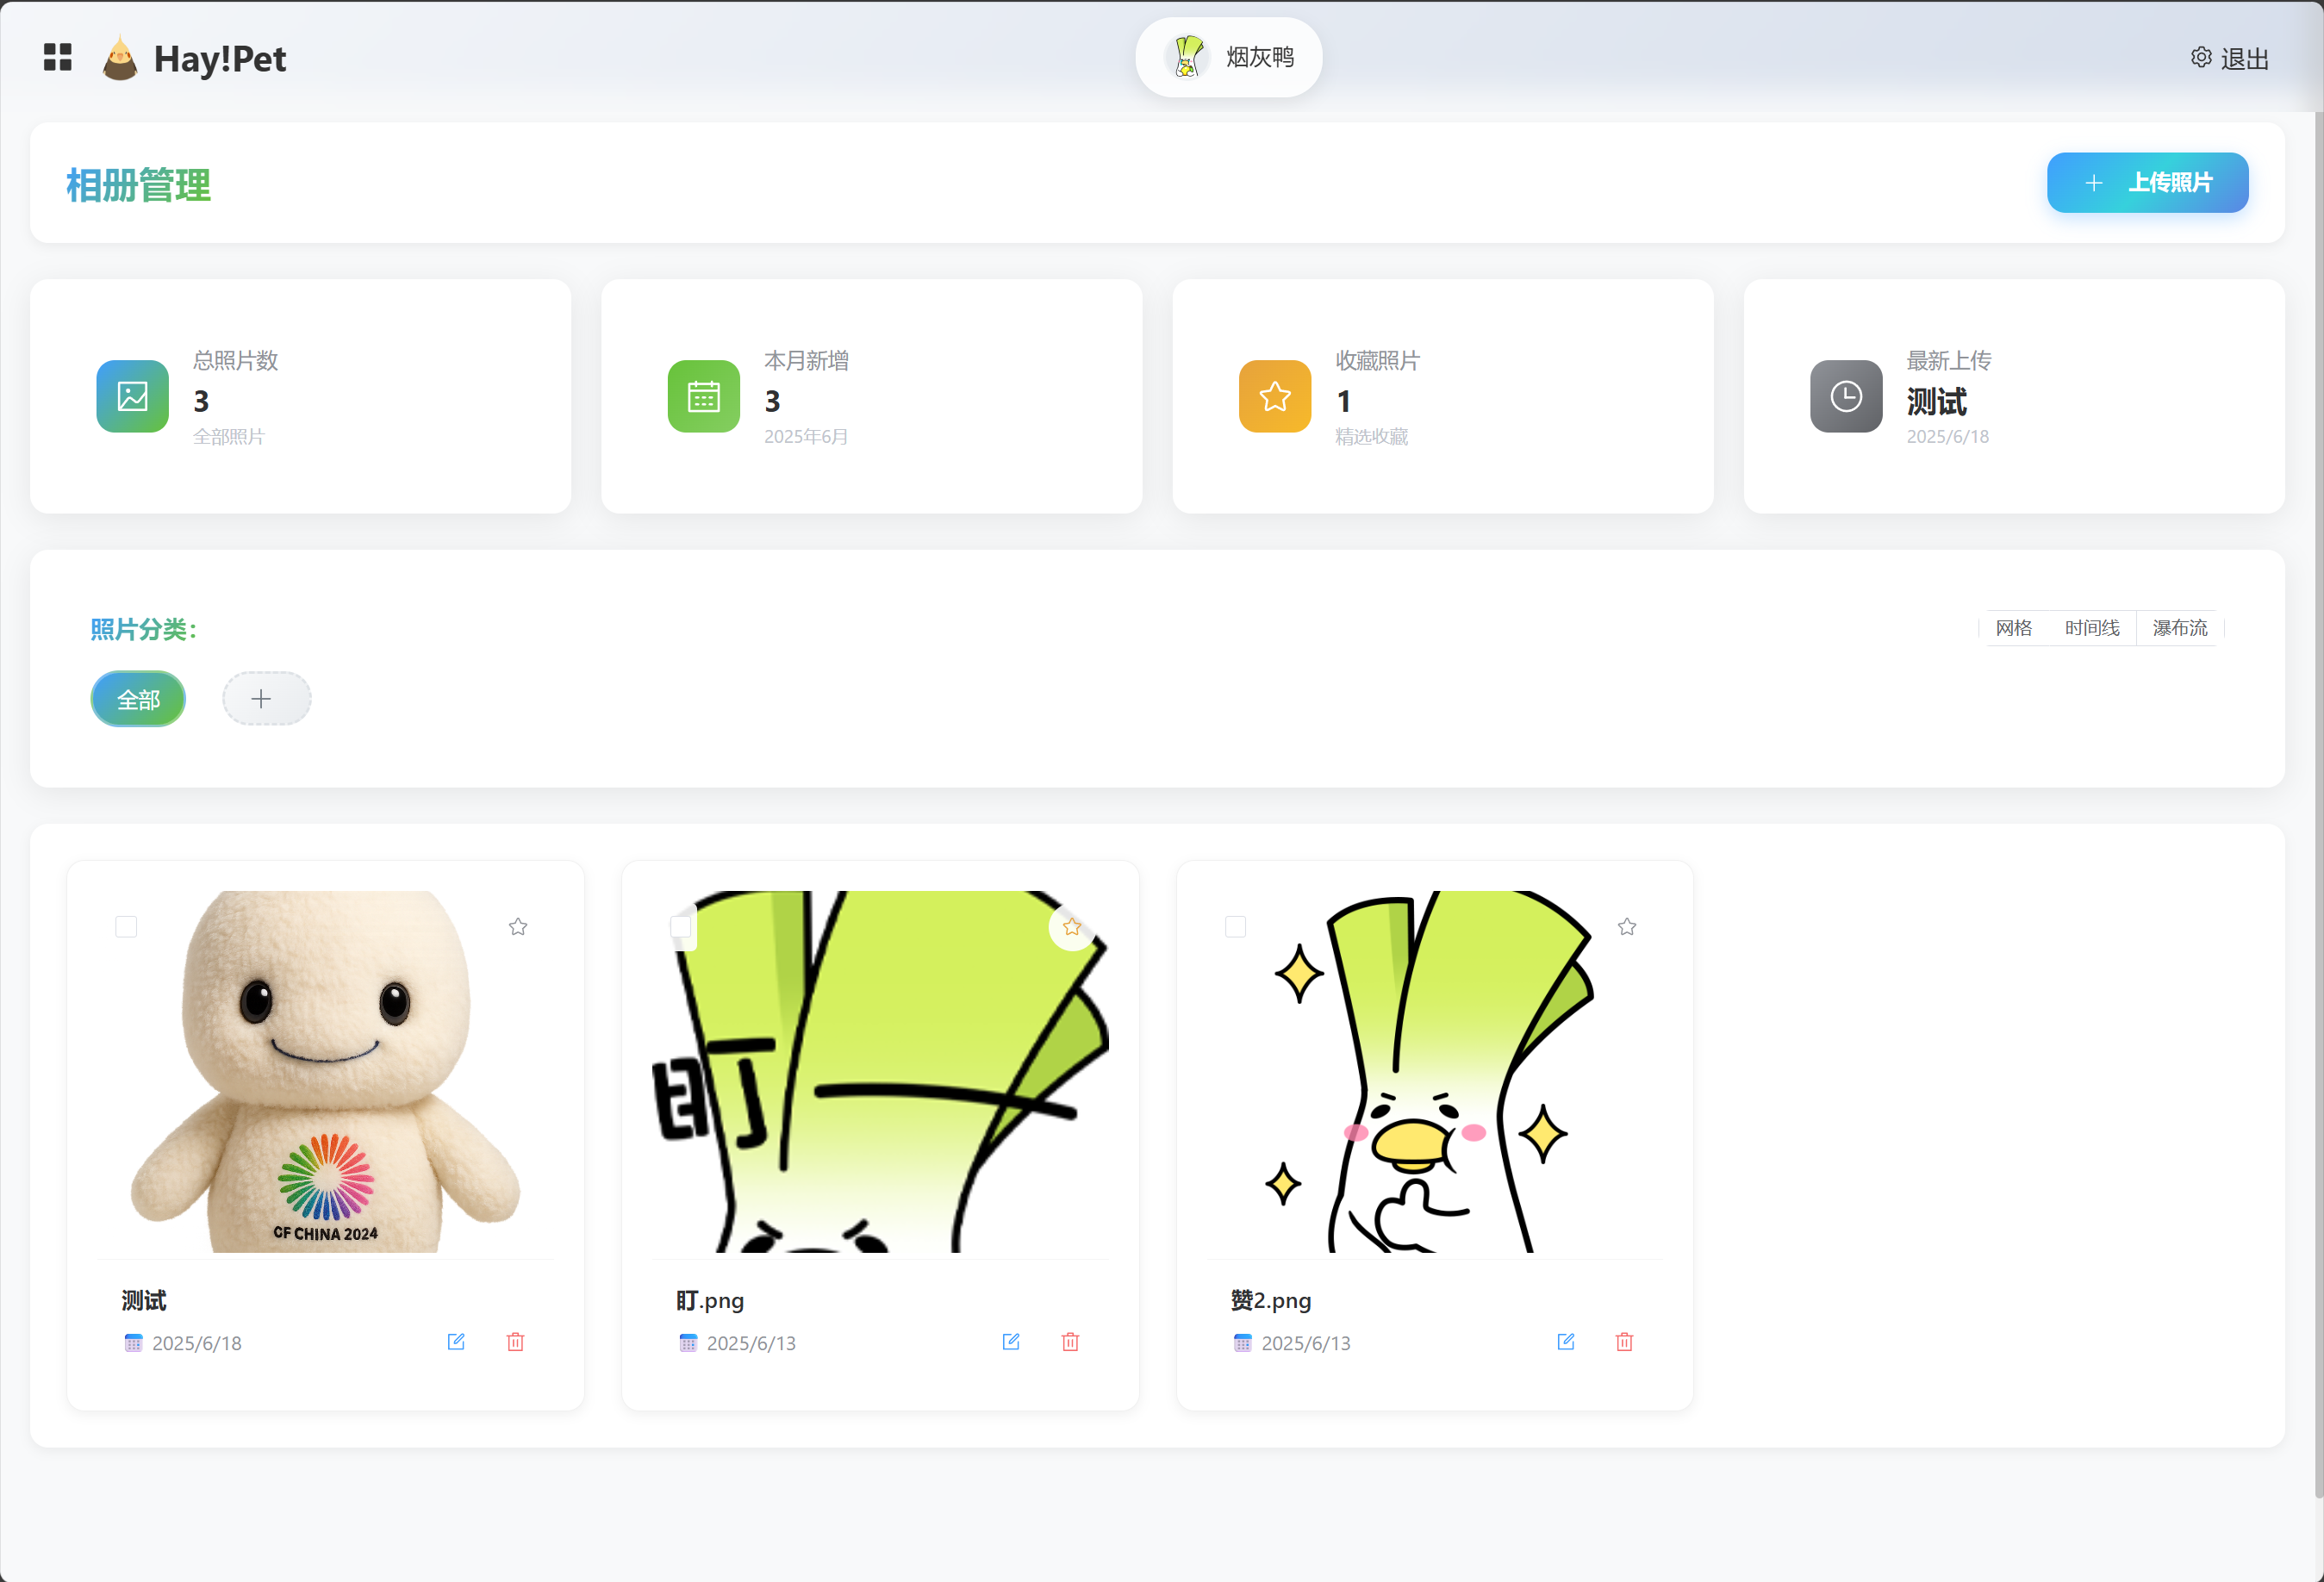 Hay!Pet
烟灰鸭
退出
相册管理
上传照片
总照片数
3
全部照片
本月新增
3
2025年6月
收藏照片
1
精选收藏
最新上传
测试
2025/6/18
照片分类:
网格 时间线 瀑布流
全部
盯
CF CHINA 2024
测试
2025/6/18
盯.png
2025/6/13
赞2.png
2025/6/13